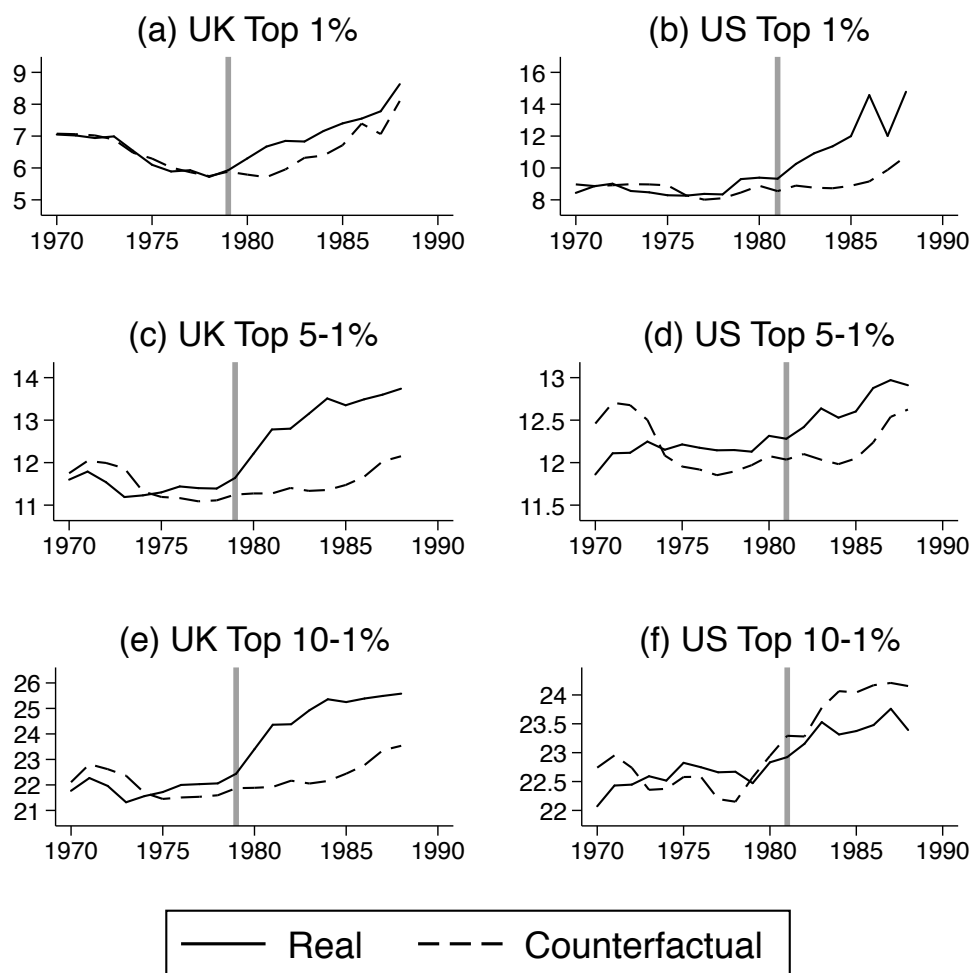 (a) UK Top 1%
9
8
7
6
5
1970 1975 1980 1985 1990
(b) US Top 1%
16
14
12
10
8
1970 1975 1980 1985 1990
(c) UK Top 5-1%
14
13
12
11
1970 1975 1980 1985 1990
(d) US Top 5-1%
13
12.5
12
11.5
1970 1975 1980 1985 1990
(e) UK Top 10-1%
26
25
24
23
22
21
1970 1975 1980 1985 1990
(f) US Top 10-1%
24
23.5
23
22.5
22
1970 1975 1980 1985 1990
Real Counterfactual